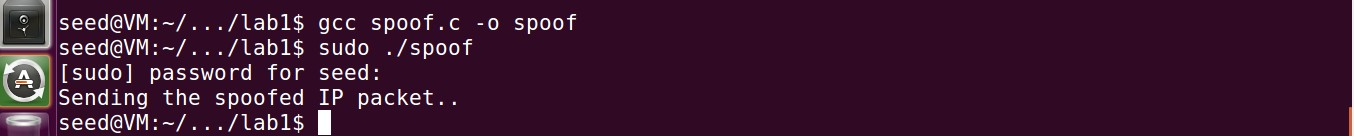 seed@VM:~/.../lab1$ gcc spoof.c -o spoof
seed@VM:~/.../lab1$ sudo ./spoof
[sudo] password for seed:
Sending the spoofed IP packet..
seed@VM:~/.../lab1$